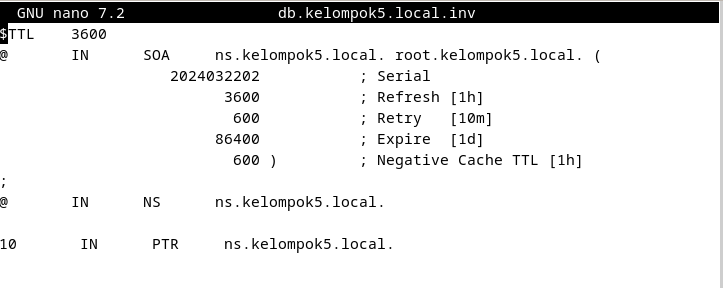 GNU nano 7.2 db.kelompok5.local.inv
$TTL 3600
@ IN SOA ns.kelompok5.local. root.kelompok5.local. (
2024032202 ; Serial
3600 ; Refresh [1h]
600 ; Retry [10m]
86400 ; Expire [1d]
600 ) ; Negative Cache TTL [1h]
;
@ IN NS ns.kelompok5.local.
10 IN PTR ns.kelompok5.local.